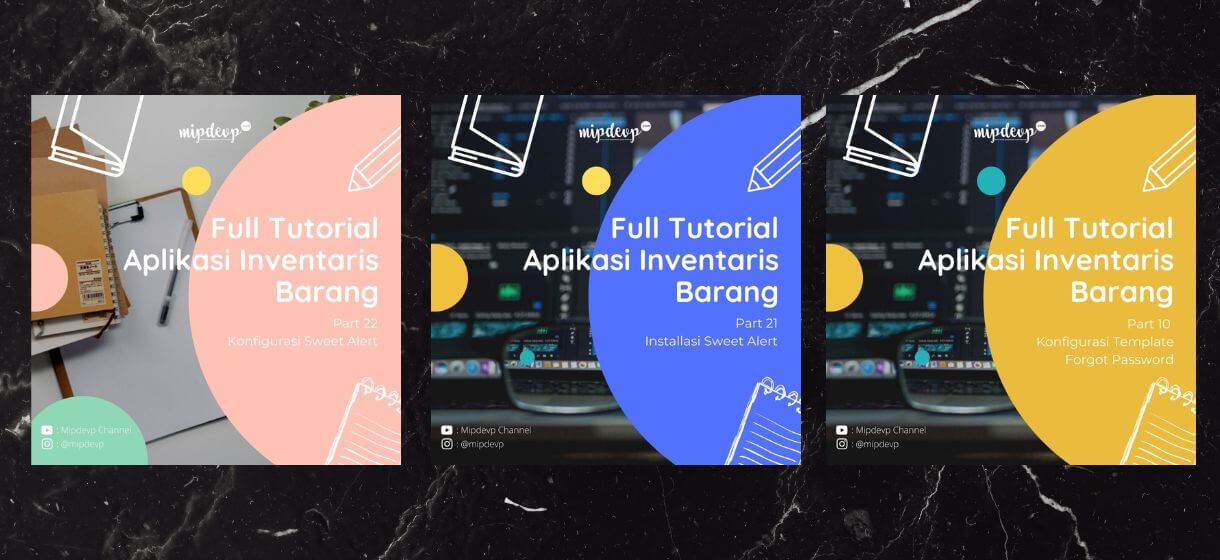 mipdevp
Full Tutorial
Aplikasi Inventaris
Barang
Part 22
Konfigurasi Sweet Alert
: Mipdevp Channel
: @mipdevp
mipdevp
Full Tutorial
Aplikasi Inventaris
Barang
Part 21
Installasi Sweet Alert
: Mipdevp Channel
: @mipdevp
mipdevp
Full Tutorial
Aplikasi Inventaris
Barang
Part 10
Konfigurasi Template
Forgot Password
: Mipdevp Channel
: @mipdevp